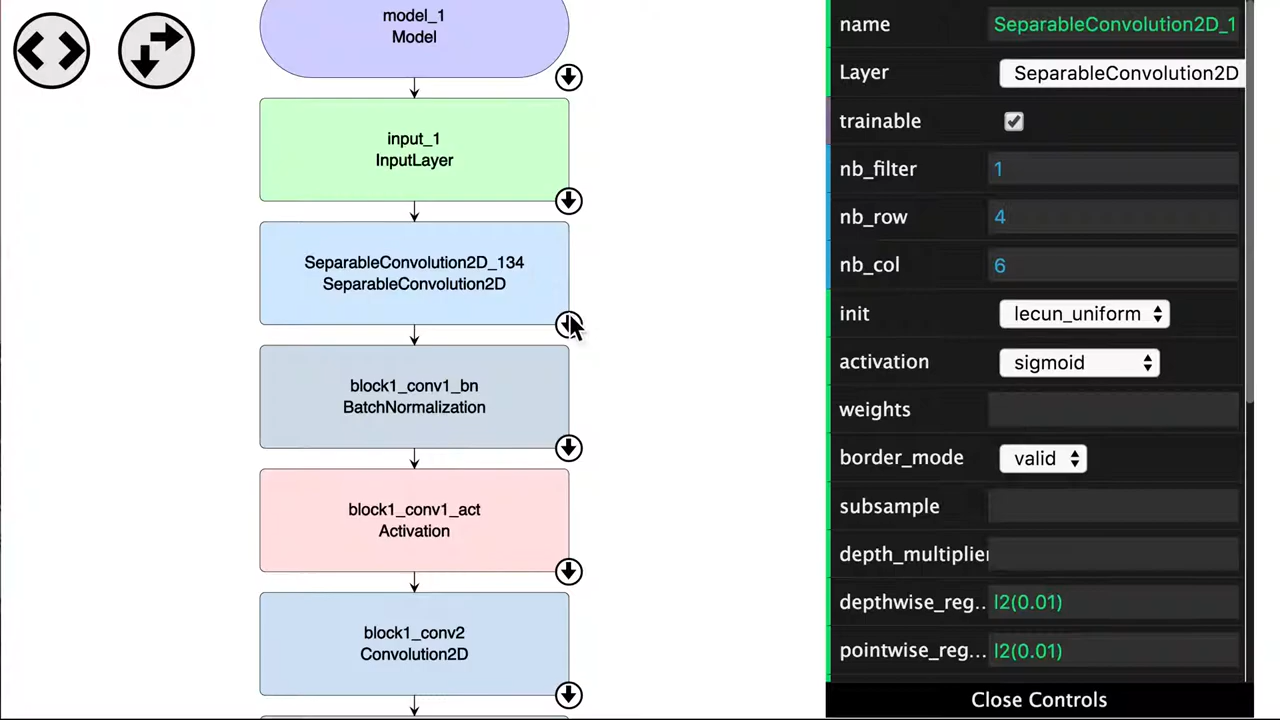 model_1
Model
input_1
InputLayer
SeparableConvolution2D_134
SeparableConvolution2D
block1_conv1_bn
BatchNormalization
block1_conv1_act
Activation
block1_conv2
Convolution2D
name SeparableConvolution2D_1
Layer SeparableConvolution2D
trainable
nb_filter 1
nb_row 4
nb_col 6
init lecun_uniform
activation sigmoid
weights
border_mode valid
subsample
depth_multiplier
depthwise_reg... l2(0.01)
pointwise_reg... l2(0.01)
Close Controls